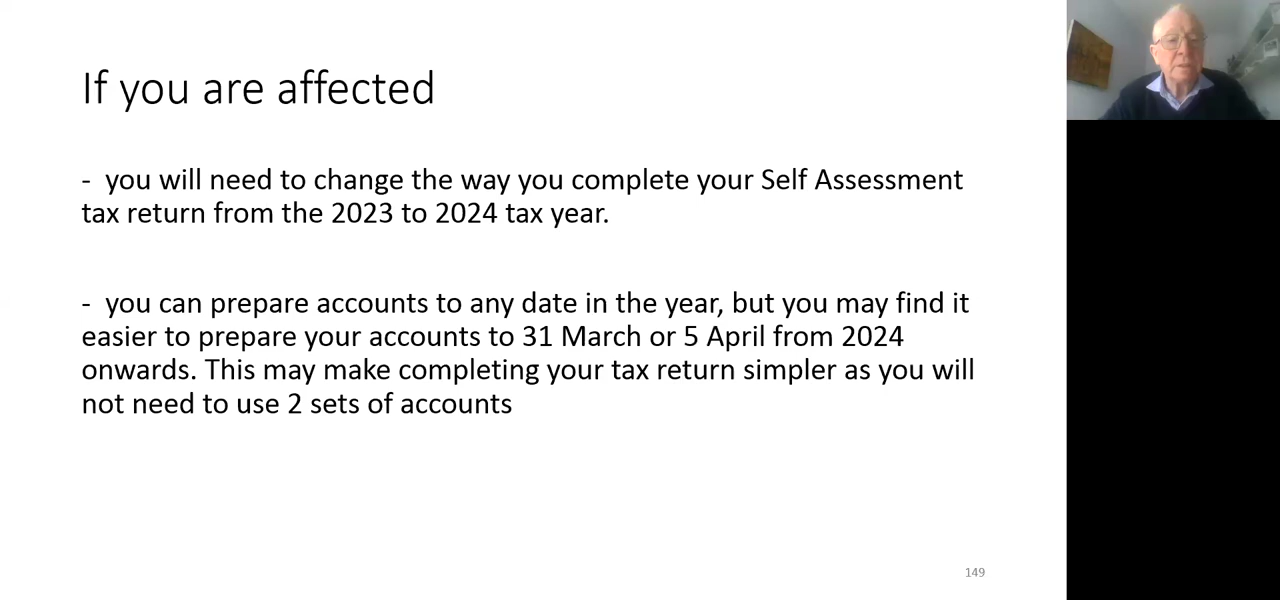 If you are affected
- you will need to change the way you complete your Self Assessment
tax return from the 2023 to 2024 tax year.
- you can prepare accounts to any date in the year, but you may find it
easier to prepare your accounts to 31 March or 5 April from 2024
onwards. This may make completing your tax return simpler as you will
not need to use 2 sets of accounts
149